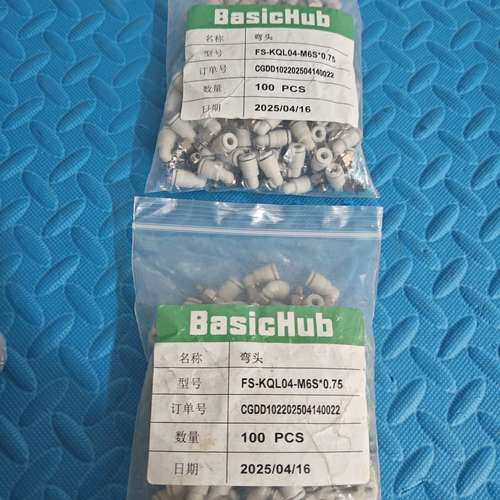 BasicHub
名称 弯头
型号 FS-KQL04-M6S*0.75
订单号 CGDD102202504140022
数量 100 PCS
日期 2025/04/16
BasicHub
名称 弯头
型号 FS-KQL04-M6S*0.75
订单号 CGDD102202504140022
数量 100 PCS
日期 2025/04/16